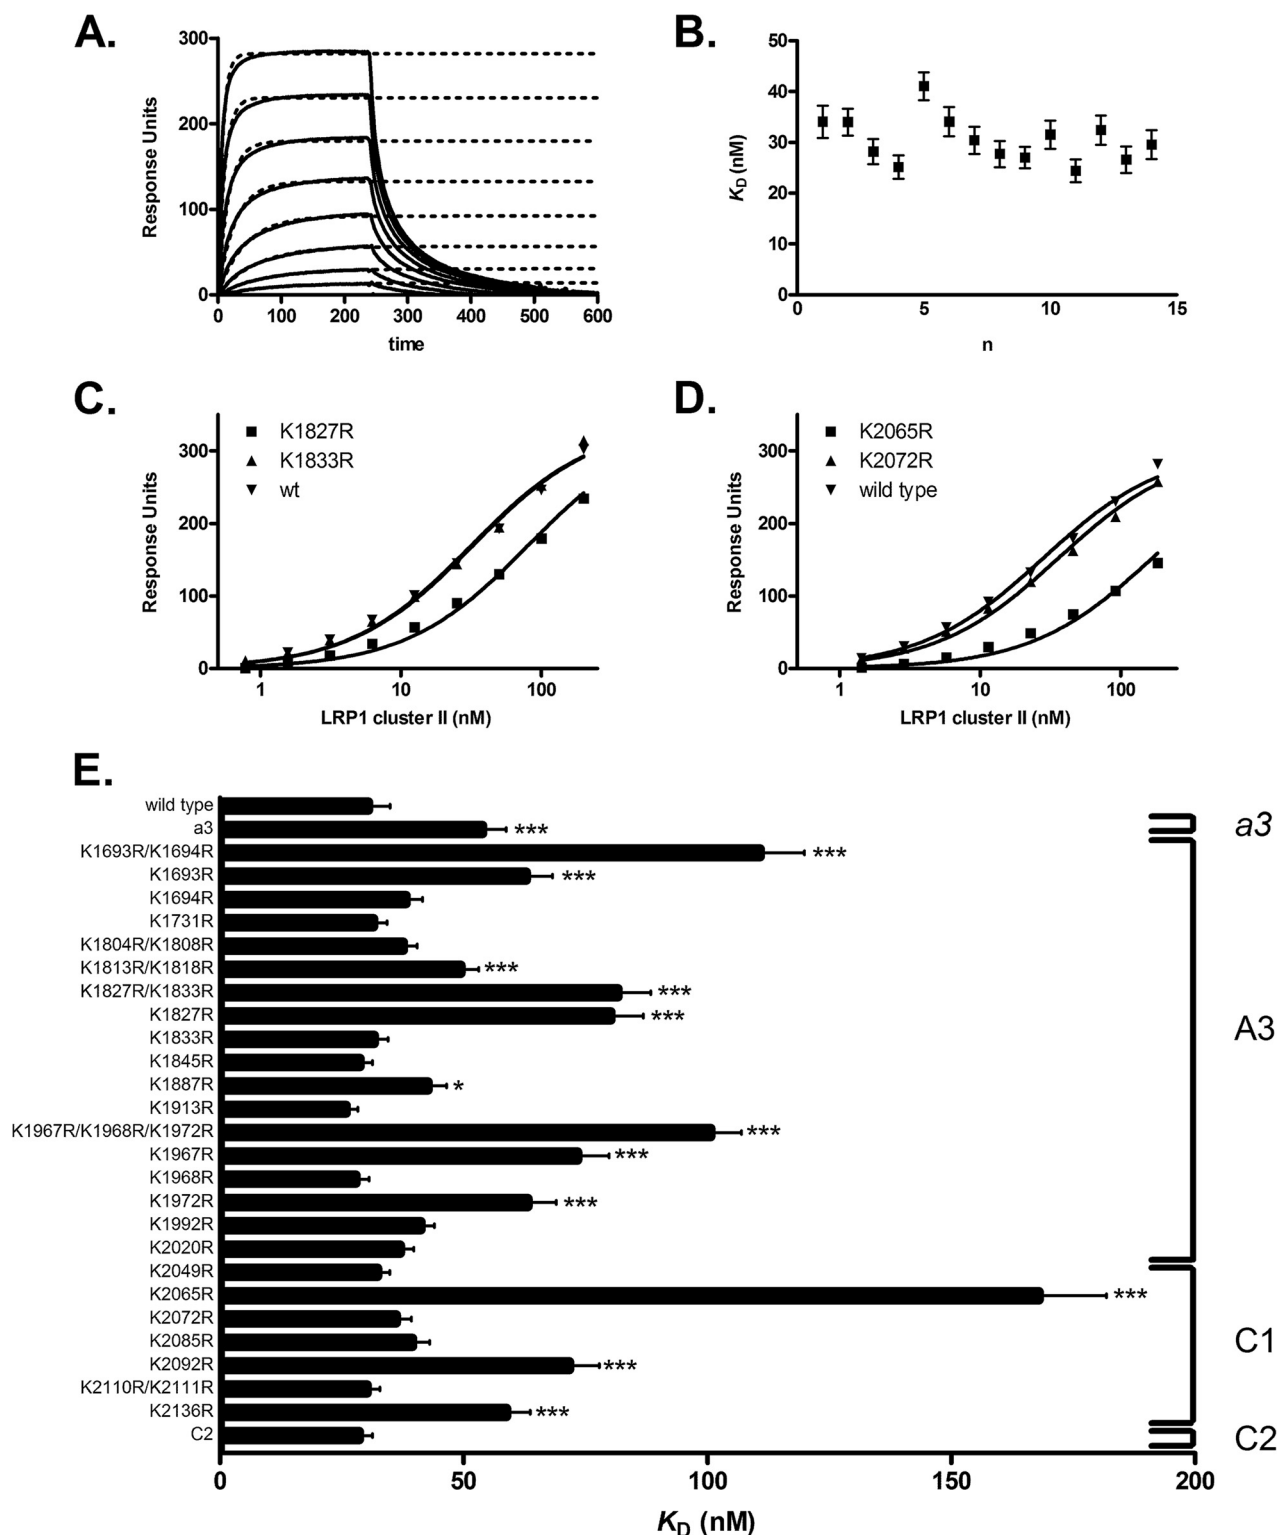 A.
300
200
100
0
Response Units
0 100 200 300 400 500 600
time
B.
50
40
30
20
10
0
KD (nM)
0 5 10 15
n
C.
K1827R
K1833R
wt
300
200
100
0
Response Units
1 10 100
LRP1 cluster II (nM)
D.
K2065R
K2072R
wild type
300
200
100
0
Response Units
1 10 100
LRP1 cluster II (nM)
E.
wild type
a3 ***
K1693R/K1694R ***
K1693R ***
K1694R
K1731R
K1804R/K1808R
K1813R/K1818R ***
K1827R/K1833R ***
K1827R ***
K1833R
K1845R
K1887R *
K1913R
K1967R/K1968R/K1972R ***
K1967R ***
K1968R
K1972R ***
K1992R
K2020R
K2049R
K2065R ***
K2072R
K2085R
K2092R ***
K2110R/K2111R
K2136R ***
C2
a3
A3
C1
C2
0 50 100 150 200
KD (nM)